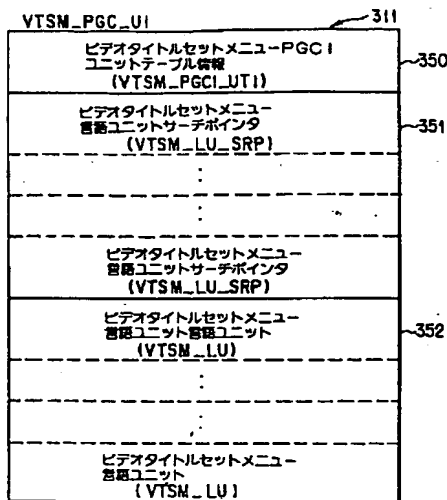 VTSM_PGC_UI
311
ビデオタイトルセットメニューPGCI
ユニットテーブル情報
(VTSM_PGCI_UTI)
350
ビデオタイトルセットメニュー
言語ユニットサーチポインタ
(VTSM_LU_SRP)
351
ビデオタイトルセットメニュー
言語ユニットサーチポインタ
(VTSM_LU_SRP)
ビデオタイトルセットメニュー
言語ユニット言語ユニット
(VTSM_LU)
352
ビデオタイトルセットメニュー
言語ユニット
(VTSM_LU)